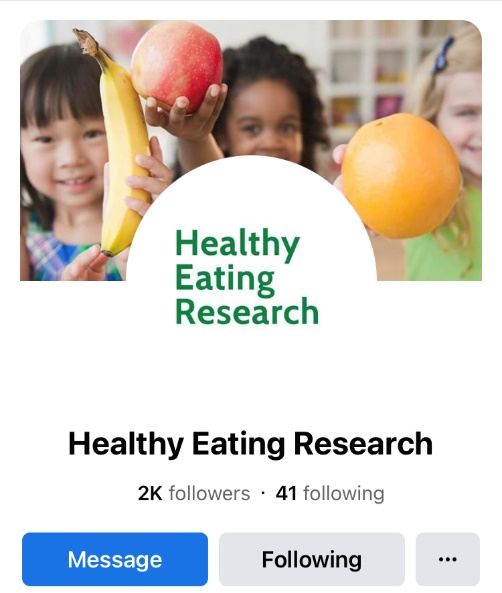 Healthy
Eating
Research
Healthy Eating Research
2K followers · 41 following
Message Following ···